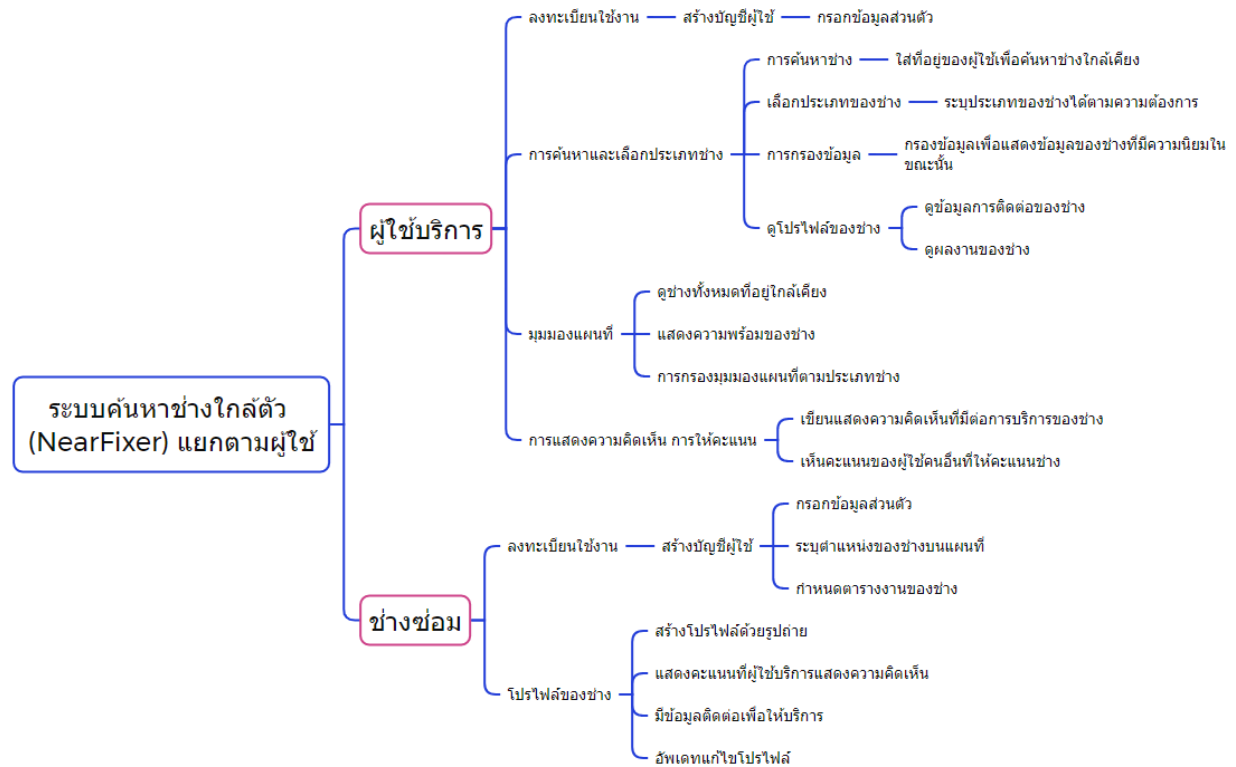 ลงทะเบียนใช้งาน
สร้างบัญชีผู้ใช้
กรอกข้อมูลส่วนตัว
การค้นหาช่าง
ใส่ที่อยู่ของผู้ใช้เพื่อค้นหาช่างใกล้เคียง
เลือกประเภทของช่าง
ระบุประเภทของช่างได้ตามความต้องการ
การค้นหาและเลือกประเภทช่าง
การกรองข้อมูล
กรองข้อมูลเพื่อแสดงข้อมูลของช่างที่มีความนิยมใน
ขณะนั้น
ผู้ใช้บริการ
ดูโปรไฟล์ของช่าง
ดูข้อมูลการติดต่อของช่าง
ดูผลงานของช่าง
มุมมองแผนที่
ดูช่างทั้งหมดที่อยู่ใกล้เคียง
แสดงความพร้อมของช่าง
การกรองมุมมองแผนที่ตามประเภทช่าง
ระบบค้นหาช่างใกล้ตัว
(NearFixer) แยกตามผู้ใช้
การแสดงความคิดเห็น การให้คะแนน
เขียนแสดงความคิดเห็นที่มีต่อการบริการของช่าง
เห็นคะแนนของผู้ใช้คนอื่นที่ให้คะแนนช่าง
ช่างซ่อม
ลงทะเบียนใช้งาน
สร้างบัญชีผู้ใช้
กรอกข้อมูลส่วนตัว
ระบุตำแหน่งของช่างบนแผนที่
กำหนดตารางงานของช่าง
โปรไฟล์ของช่าง
สร้างโปรไฟล์ด้วยรูปถ่าย
แสดงคะแนนที่ผู้ใช้บริการแสดงความคิดเห็น
มีข้อมูลติดต่อเพื่อให้บริการ
อัพเดทแก้ไขโปรไฟล์